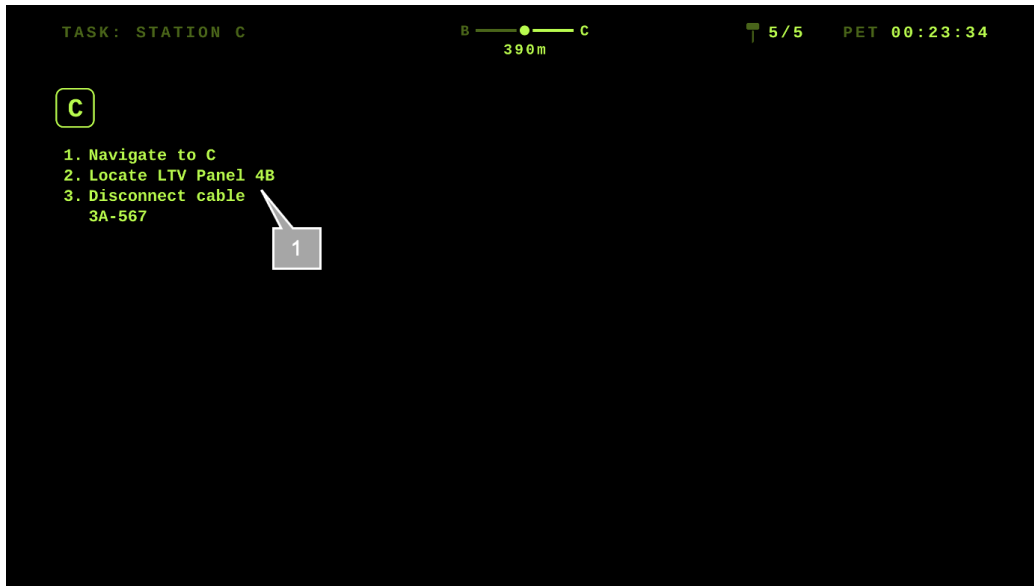 TASK: STATION C
B C
390m
5/5
PET 00:23:34
C
1. Navigate to C
2. Locate LTV Panel 4B
3. Disconnect cable
3A-567
1